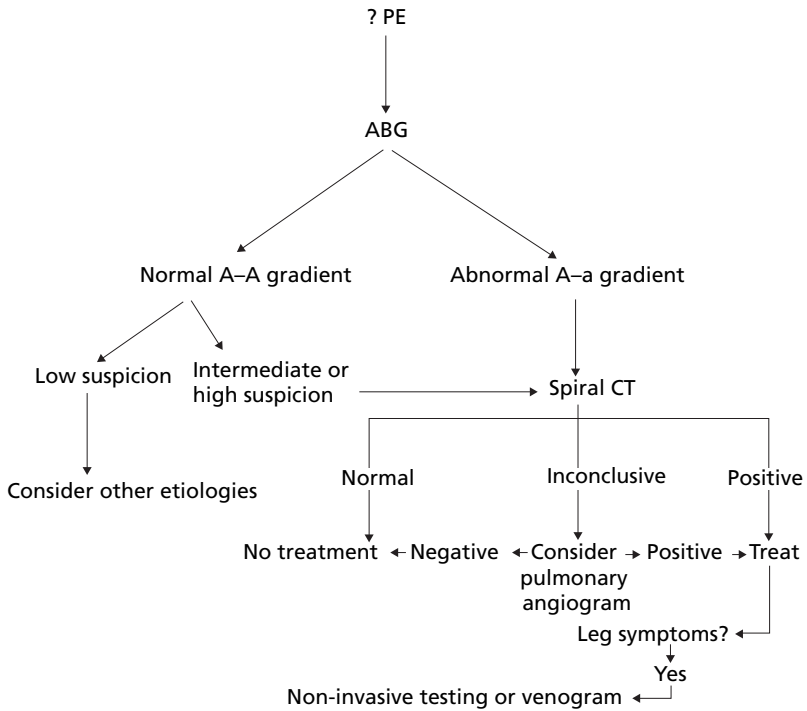 ? PE
ABG
Normal A–A gradient
Abnormal A–a gradient
Low suspicion
Intermediate or
high suspicion
Spiral CT
Consider other etiologies
Normal
Inconclusive
Positive
No treatment
Negative
Consider
pulmonary
angiogram
Positive
Treat
Leg symptoms?
Yes
Non-invasive testing or venogram